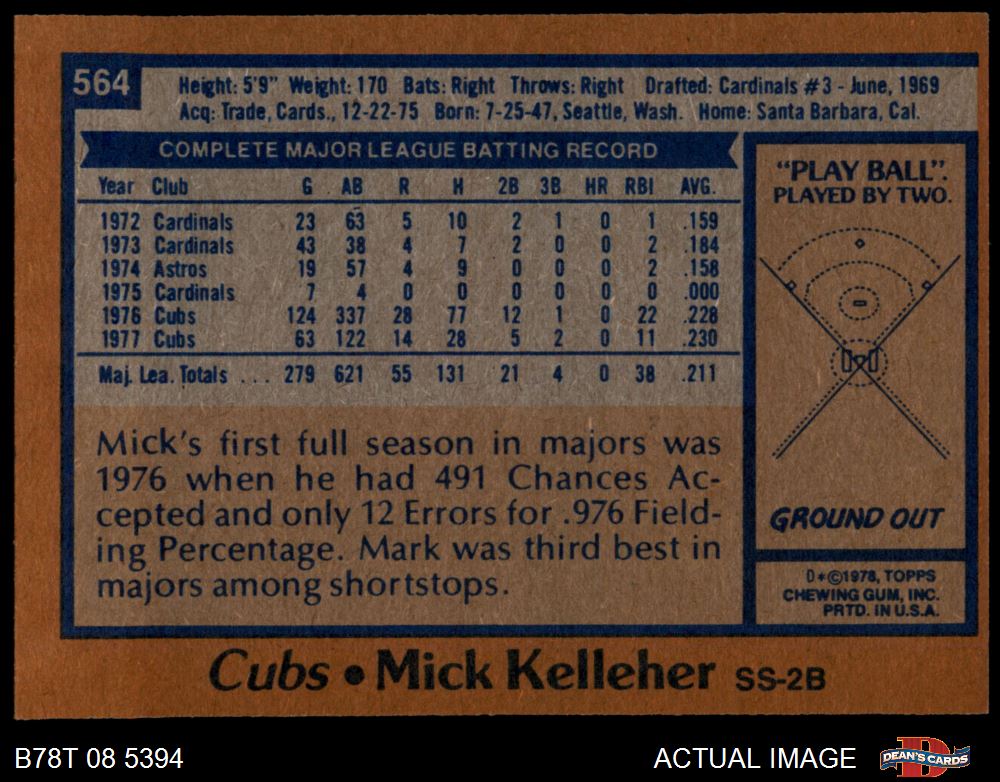 564
Height: 5'9" Weight: 170 Bats: Right Throws: Right Drafted: Cardinals #3 - June, 1969
Acq: Trade, Cards., 12-22-75 Born: 7-25-47, Seattle, Wash. Home: Santa Barbara, Cal.
COMPLETE MAJOR LEAGUE BATTING RECORD
Year Club G AB R H 2B 3B HR RBI AVG.
1972 Cardinals 23 63 5 10 2 1 0 1 .159
1973 Cardinals 43 38 4 7 2 0 0 2 .184
1974 Astros 19 57 4 9 0 0 0 2 .158
1975 Cardinals 7 4 0 0 0 0 0 0 .000
1976 Cubs 124 337 28 77 12 1 0 22 .228
1977 Cubs 63 122 14 28 5 2 0 11 .230
Maj. Lea. Totals ... 279 621 55 131 21 4 0 38 .211
Mick's first full season in majors was
1976 when he had 491 Chances Ac-
cepted and only 12 Errors for .976 Field-
ing Percentage. Mark was third best in
majors among shortstops.
"PLAY BALL".
PLAYED BY TWO.
GROUND OUT
D*©1978, TOPPS
CHEWING GUM, INC.
PRTD. IN U.S.A.
Cubs • Mick Kelleher SS-2B
B78T 08 5394
ACTUAL IMAGE
DEAN'S CARDS